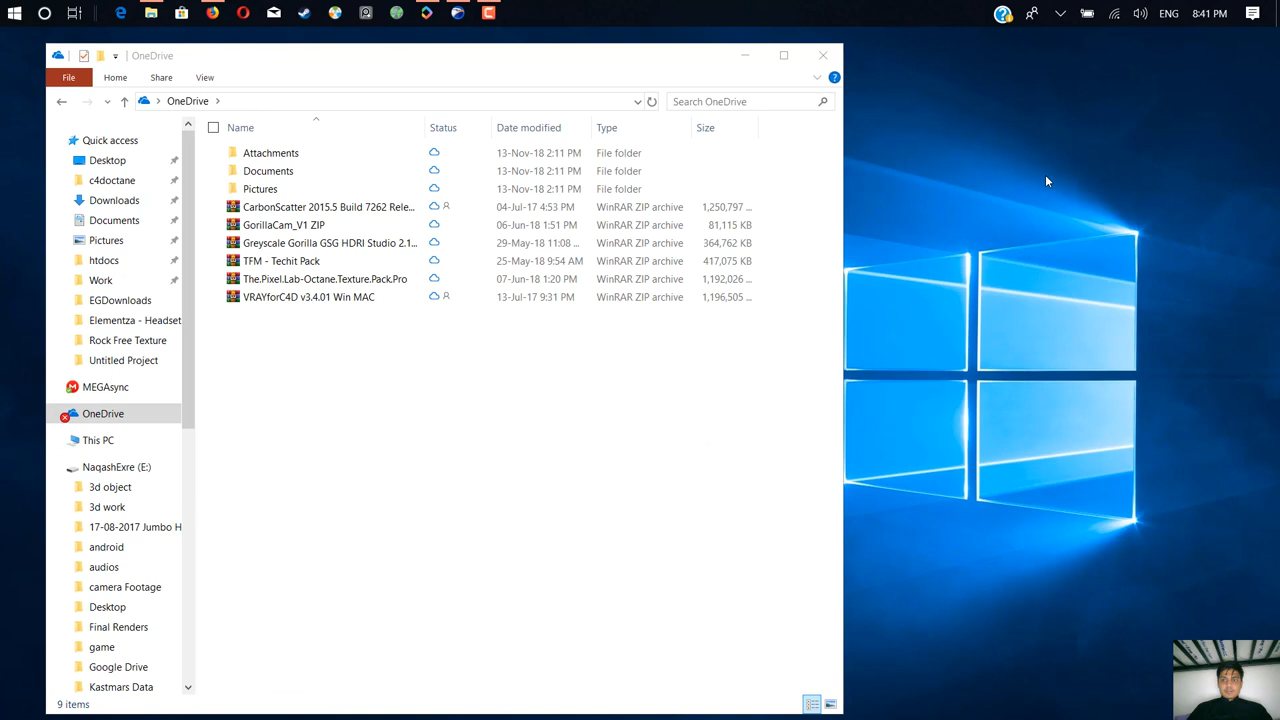 ENG 8:41 PM
OneDrive
File Home Share View
OneDrive
Search OneDrive
Name Status Date modified Type Size
Attachments 13-Nov-18 2:11 PM File folder
Documents 13-Nov-18 2:11 PM File folder
Pictures 13-Nov-18 2:11 PM File folder
CarbonScatter 2015.5 Build 7262 Rele... 04-Jul-17 4:53 PM WinRAR ZIP archive 1,250,797 ...
GorillaCam_V1 ZIP 06-Jun-18 1:51 PM WinRAR ZIP archive 81,115 KB
Greyscale Gorilla GSG HDRI Studio 2.1... 29-May-18 11:08 ... WinRAR ZIP archive 364,762 KB
TFM - Techit Pack 25-May-18 9:54 AM WinRAR ZIP archive 417,075 KB
The.Pixel.Lab-Octane.Texture.Pack.Pro 07-Jun-18 1:20 PM WinRAR ZIP archive 1,192,026 ...
VRAYforC4D v3.4.01 Win MAC 13-Jul-17 9:31 PM WinRAR ZIP archive 1,196,505 ...
Quick access
Desktop
c4doctane
Downloads
Documents
Pictures
htdocs
Work
EGDownloads
Elementza - Headset
Rock Free Texture
Untitled Project
MEGAsync
OneDrive
This PC
NaqashExre (E:)
3d object
3d work
17-08-2017 Jumbo H
android
audios
camera Footage
Desktop
Final Renders
game
Google Drive
Kastmars Data
9 items